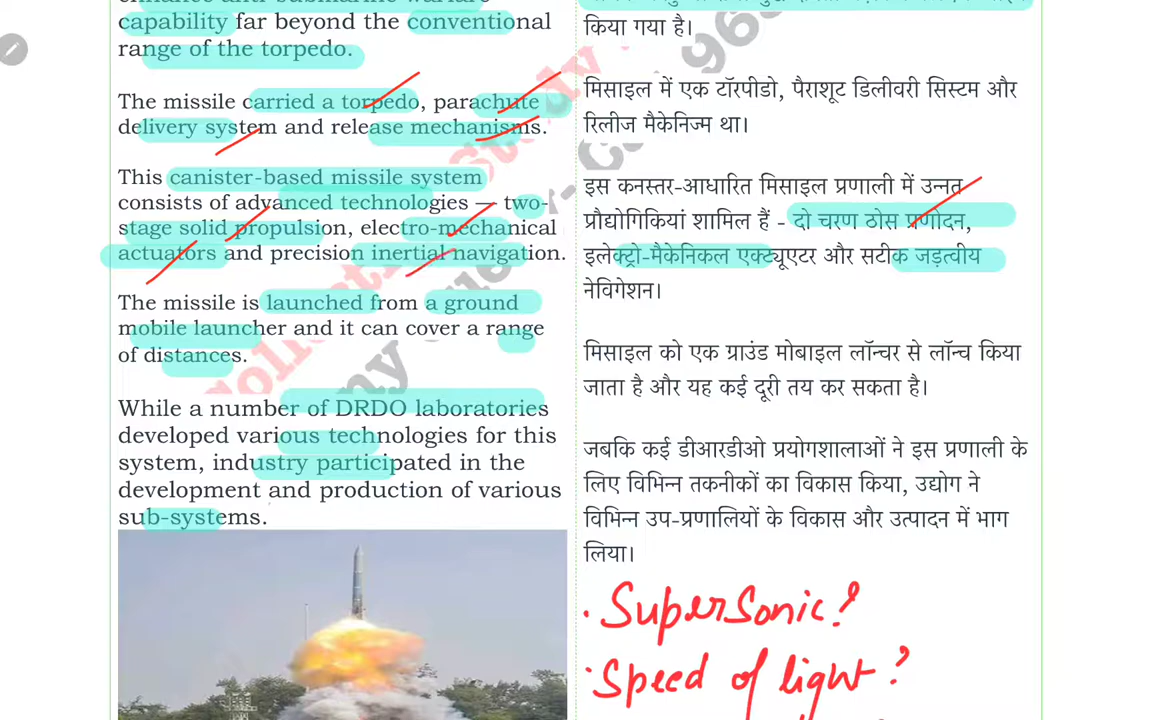 capability far beyond the conventional
range of the torpedo.
The missile carried a torpedo, parachute
delivery system and release mechanisms.
This canister-based missile system
consists of advanced technologies — two-
stage solid propulsion, electro-mechanical
actuators and precision inertial navigation.
The missile is launched from a ground
mobile launcher and it can cover a range
of distances.
While a number of DRDO laboratories
developed various technologies for this
system, industry participated in the
development and production of various
sub-systems.
किया गया है।
मिसाइल में एक टॉरपीडो, पैराशूट डिलीवरी सिस्टम और
रिलीज मैकेनिज्म था।
इस कनस्तर-आधारित मिसाइल प्रणाली में उन्नत
प्रौद्योगिकियां शामिल हैं - दो चरण ठोस प्रणोदन,
इलेक्ट्रो-मैकेनिकल एक्ट्यूएटर और सटीक जड़त्वीय
नेविगेशन।
मिसाइल को एक ग्राउंड मोबाइल लॉन्चर से लॉन्च किया
जाता है और यह कई दूरी तय कर सकता है।
जबकि कई डीआरडीओ प्रयोगशालाओं ने इस प्रणाली के
लिए विभिन्न तकनीकों का विकास किया, उद्योग ने
विभिन्न उप-प्रणालियों के विकास और उत्पादन में भाग
लिया।
. Supersonic?
. Speed of light?